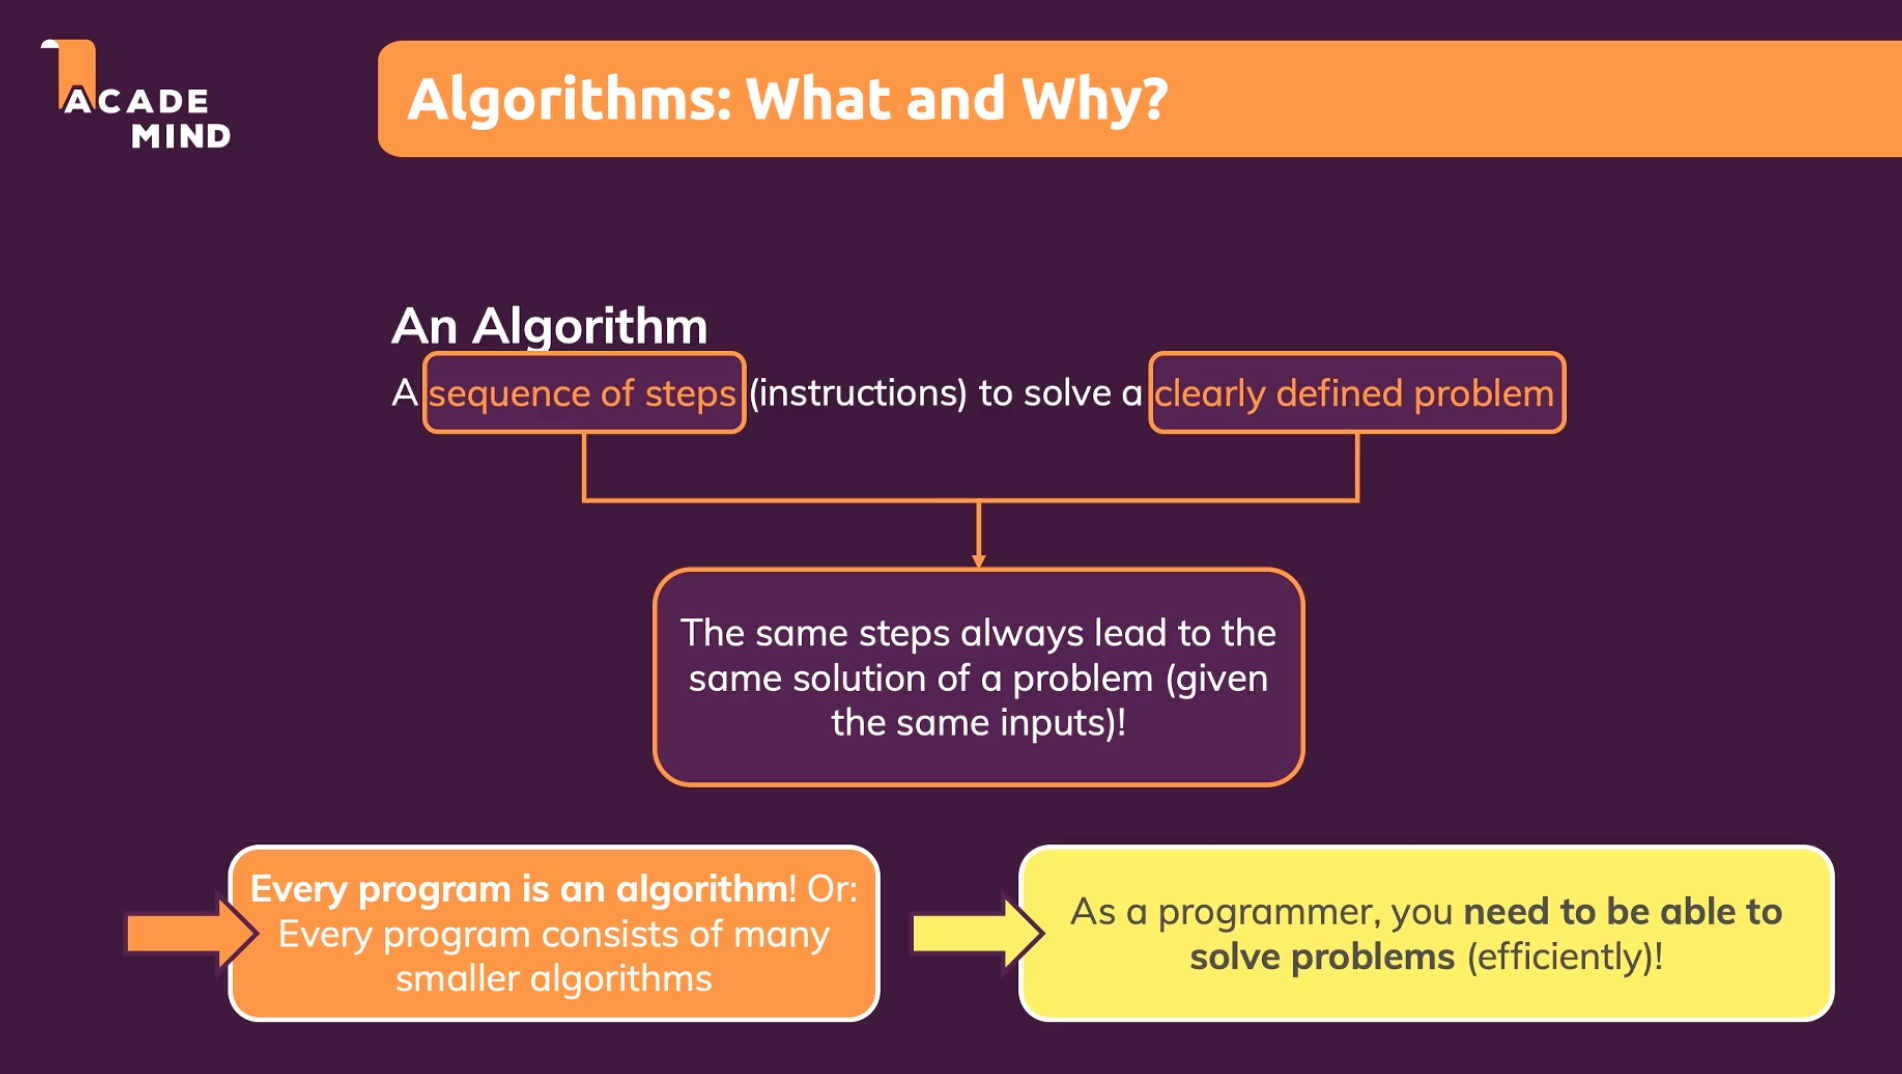 ACADE
MIND
Algorithms: What and Why?
An Algorithm
A sequence of steps (instructions) to solve a clearly defined problem
The same steps always lead to the
same solution of a problem (given
the same inputs)!
Every program is an algorithm! Or:
Every program consists of many
smaller algorithms
As a programmer, you need to be able to
solve problems (efficiently)!